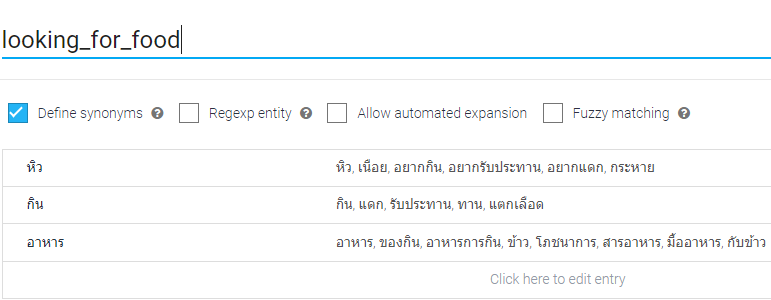 looking_for_food
Define synonyms Regexp entity Allow automated expansion Fuzzy matching
หิว หิว, เนือย, อยากกิน, อยากรับประทาน, อยากแดก, กระหาย
กิน กิน, แดก, รับประทาน, ทาน, แตกเลือด
อาหาร อาหาร, ของกิน, อาหารการกิน, ข้าว, โภชนาการ, สารอาหาร, มื้ออาหาร, กับข้าว
Click here to edit entry